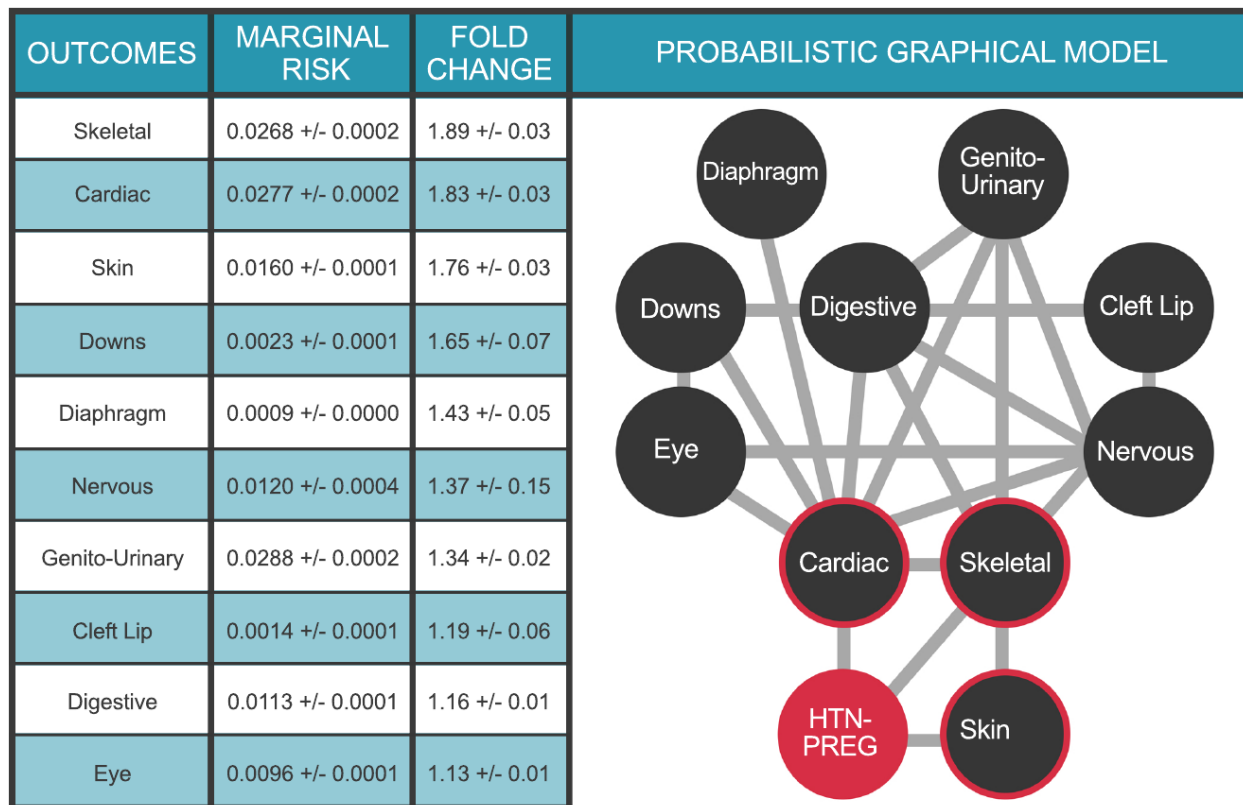 OUTCOMES
MARGINAL
RISK
FOLD
CHANGE
PROBABILISTIC GRAPHICAL MODEL
Skeletal 0.0268 +/- 0.0002 1.89 +/- 0.03
Cardiac 0.0277 +/- 0.0002 1.83 +/- 0.03
Skin 0.0160 +/- 0.0001 1.76 +/- 0.03
Downs 0.0023 +/- 0.0001 1.65 +/- 0.07
Diaphragm 0.0009 +/- 0.0000 1.43 +/- 0.05
Nervous 0.0120 +/- 0.0004 1.37 +/- 0.15
Genito-Urinary 0.0288 +/- 0.0002 1.34 +/- 0.02
Cleft Lip 0.0014 +/- 0.0001 1.19 +/- 0.06
Digestive 0.0113 +/- 0.0001 1.16 +/- 0.01
Eye 0.0096 +/- 0.0001 1.13 +/- 0.01
Diaphragm
Genito-
Urinary
Downs
Digestive
Cleft Lip
Eye
Nervous
Cardiac
Skeletal
HTN-
PREG
Skin